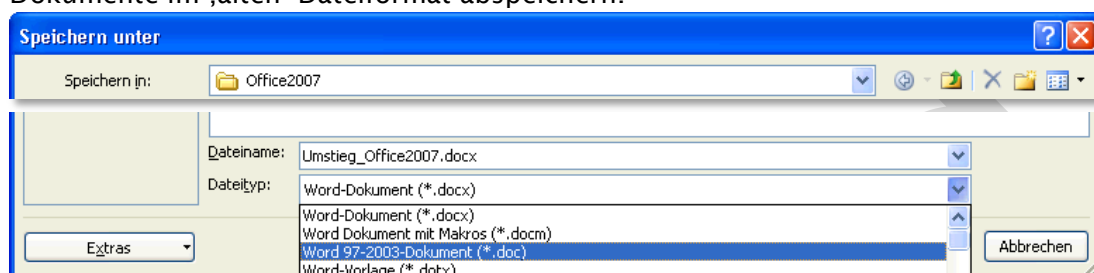 Dokumente im ‚alten' Dateiformat abspeichern.
Speichern unter
Speichern in: Office2007
Dateiname: Umstieg_Office2007.docx
Dateityp: Word-Dokument (*.docx)
Word-Dokument (*.docx)
Word Dokument mit Makros (*.docm)
Extras Word 97-2003-Dokument (*.doc) Abbrechen
Word-Vorlage (*.dotx)